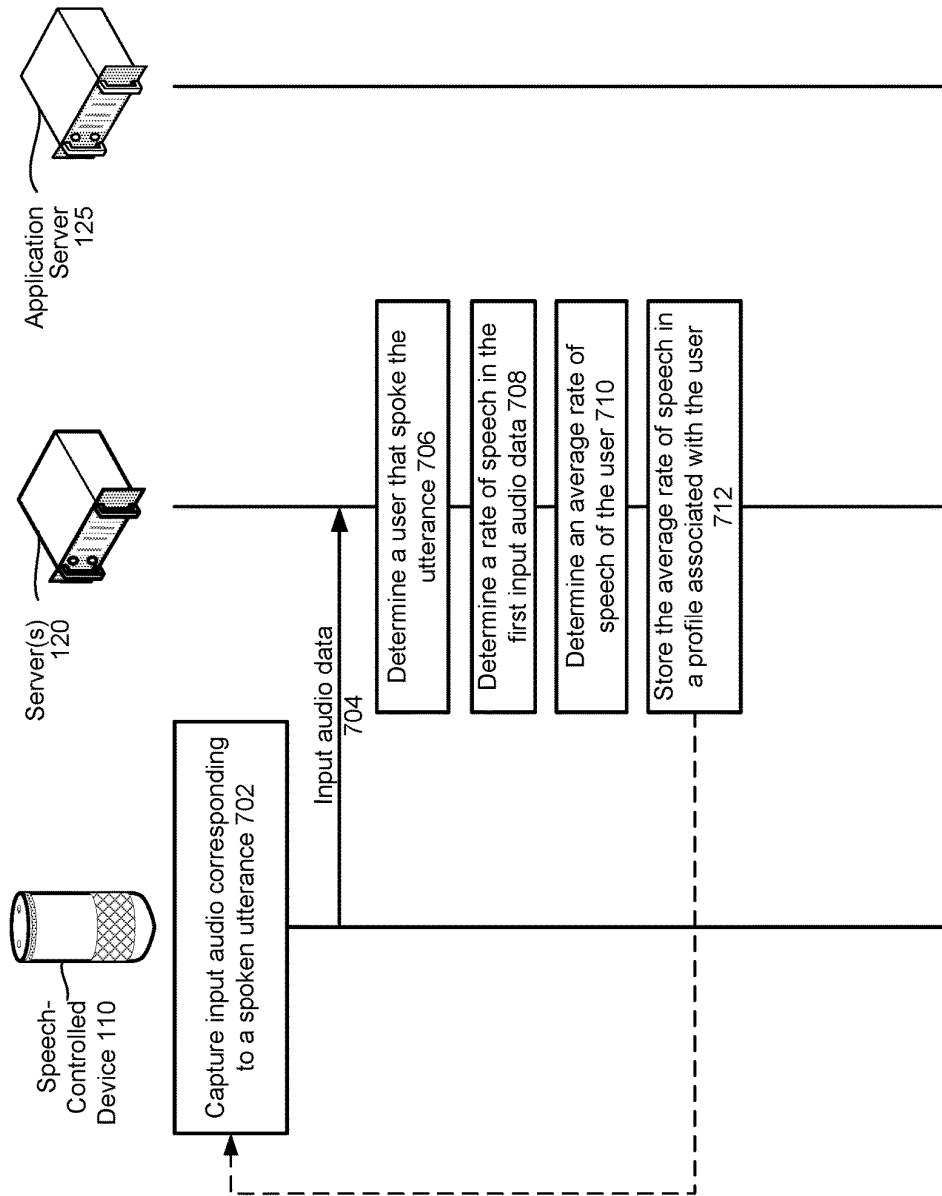 Speech-
Controlled
Device 110
Server(s)
120
Application
Server
125
Capture input audio corresponding
to a spoken utterance 702
Input audio data
704
Determine a user that spoke the
utterance 706
Determine a rate of speech in the
first input audio data 708
Determine an average rate of
speech of the user 710
Store the average rate of speech in
a profile associated with the user
712